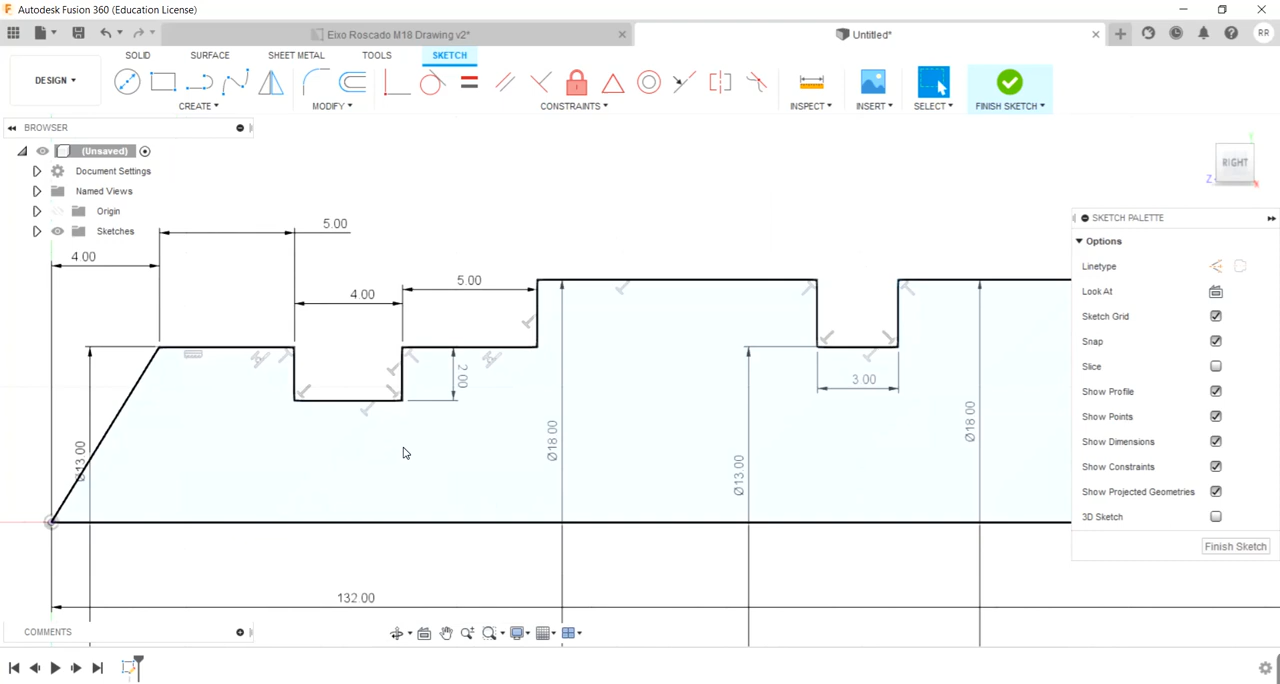 Autodesk Fusion 360 (Education License)
Eixo Roscado M18 Drawing v2*
Untitled*
RR
DESIGN
SOLID SURFACE SHEET METAL TOOLS SKETCH
CREATE MODIFY CONSTRAINTS INSPECT INSERT SELECT FINISH SKETCH
BROWSER
(Unsaved)
Document Settings
Named Views
Origin
Sketches
RIGHT
Z
SKETCH PALETTE
Options
Linetype
Look At
Sketch Grid
Snap
Slice
Show Profile
Show Points
Show Dimensions
Show Constraints
Show Projected Geometries
3D Sketch
Finish Sketch
5.00
4.00
5.00
4.00
2.00
3.00
Ø13.00
Ø18.00
Ø13.00
Ø18.00
132.00
COMMENTS